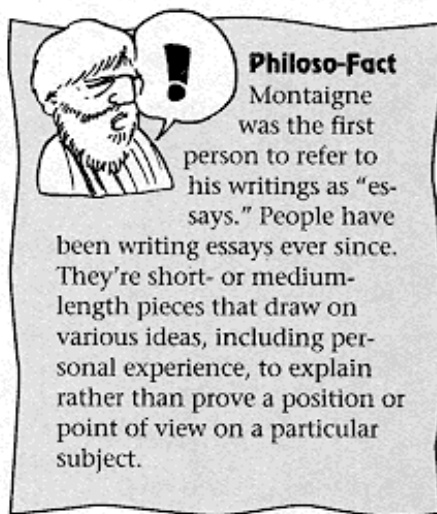 !
Philoso-Fact
Montaigne
was the first
person to refer to
his writings as “es-
says.” People have
been writing essays ever since.
They’re short- or medium-
length pieces that draw on
various ideas, including per-
sonal experience, to explain
rather than prove a position or
point of view on a particular
subject.